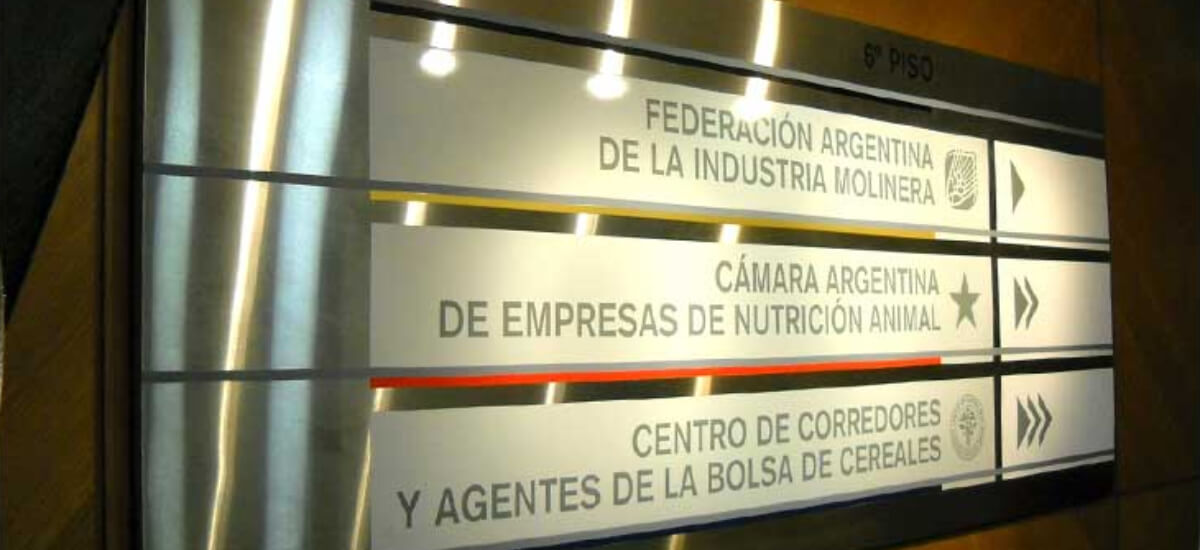 6º PISO
FEDERACIÓN ARGENTINA
DE LA INDUSTRIA MOLINERA
CÁMARA ARGENTINA
DE EMPRESAS DE NUTRICIÓN ANIMAL
CENTRO DE CORREDORES
Y AGENTES DE LA BOLSA DE CEREALES